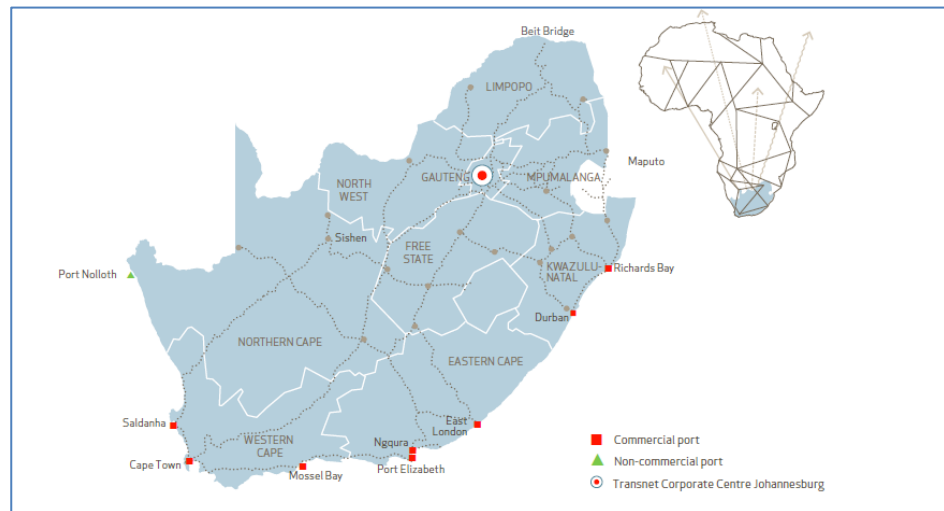 Beit Bridge
LIMPOPO
Maputo
GAUTENG
MPUMALANGA
NORTH
WEST
Sishen
FREE
STATE
Port Nolloth
KWAZULU-
NATAL
Richards Bay
Durban
NORTHERN CAPE
EASTERN CAPE
Saldanha
East
London
WESTERN
CAPE
Ngqura
Cape Town
Port Elizabeth
Mossel Bay
Commercial port
Non-commercial port
Transnet Corporate Centre Johannesburg